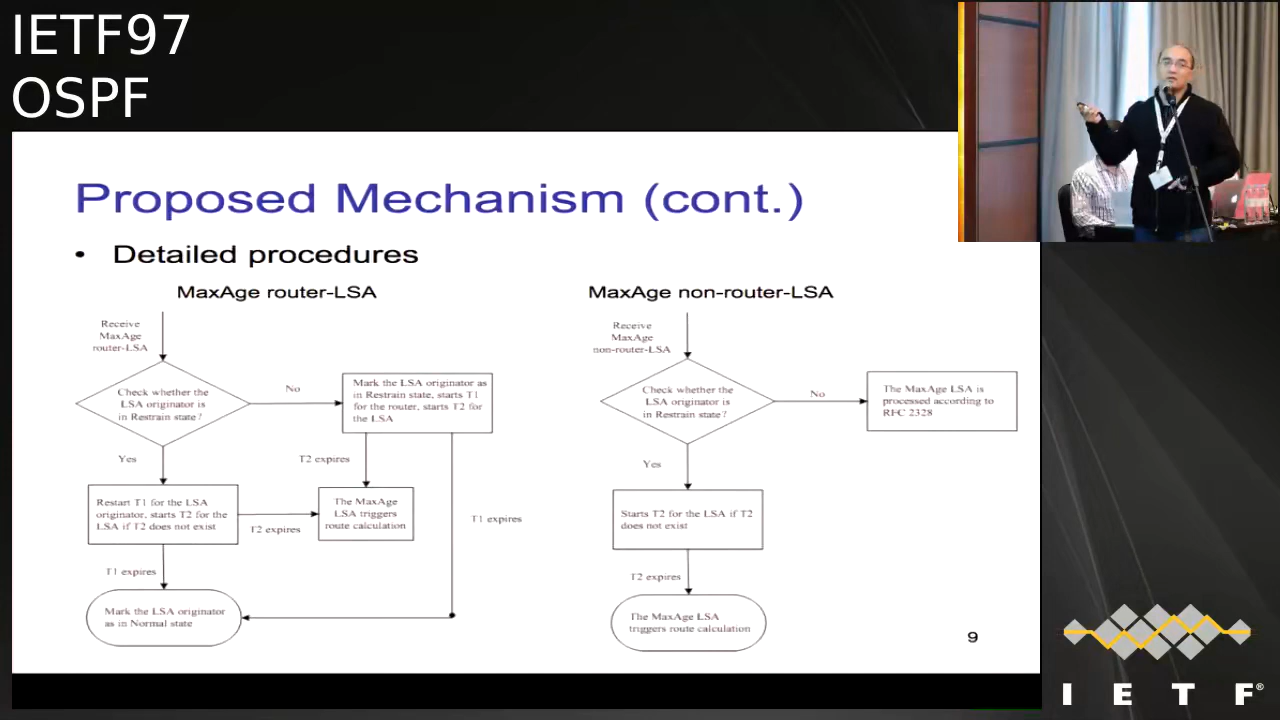 IETF97
OSPF
Proposed Mechanism (cont.)
• Detailed procedures
MaxAge router-LSA
MaxAge non-router-LSA
Receive
MaxAge
router-LSA
Check whether the
LSA originator is
in Restrain state?
No
Mark the LSA originator as
in Restrain state, starts T1
for the router, starts T2 for
the LSA
Yes
T2 expires
Restart T1 for the LSA
originator, starts T2 for the
LSA if T2 does not exist
T2 expires
The MaxAge
LSA triggers
route calculation
T1 expires
T1 expires
Mark the LSA originator
as in Normal state
Receive
MaxAge
non-router-LSA
Check whether the
LSA originator is
in Restrain state?
No
The MaxAge LSA is
processed according to
RFC 2328
Yes
Starts T2 for the LSA if T2
does not exist
T2 expires
The MaxAge LSA
triggers route calculation
9
I E T F®